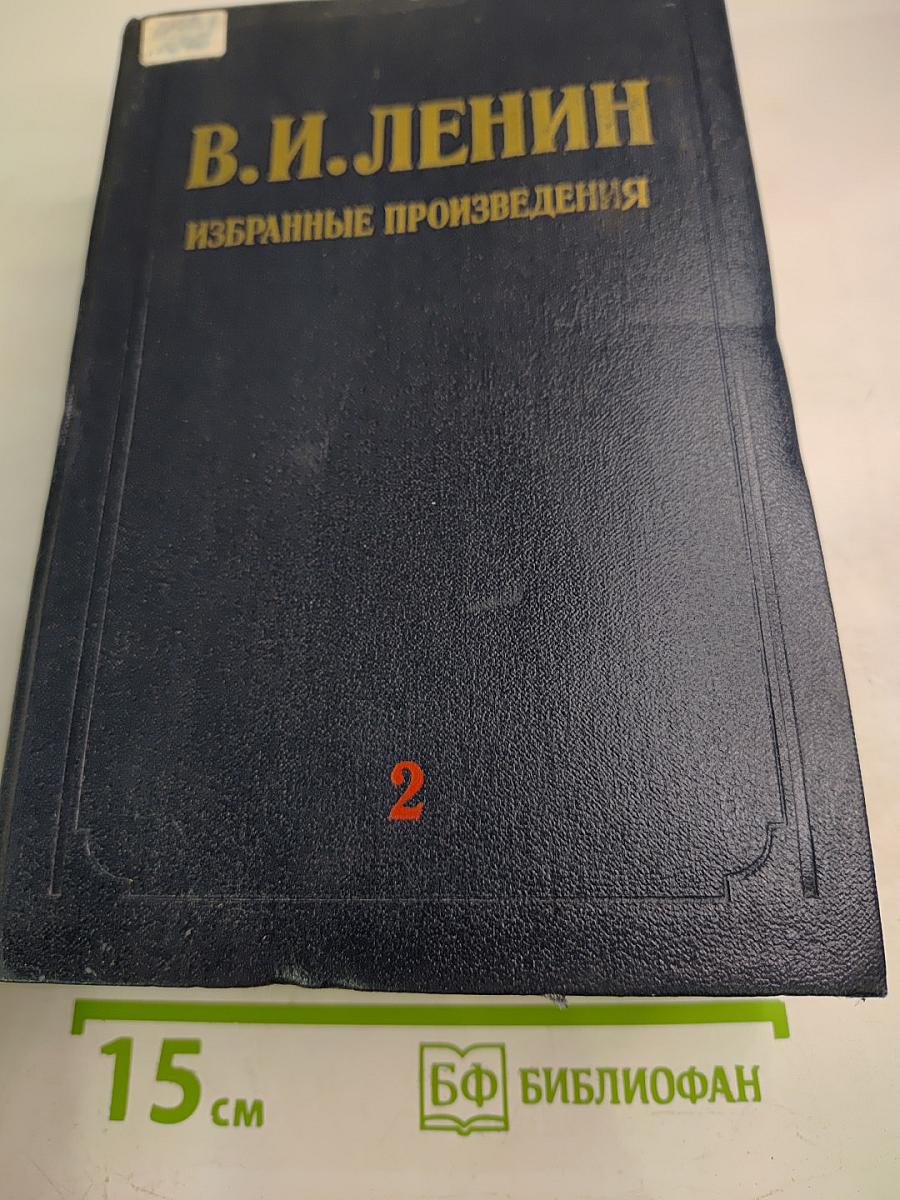 В.И.ЛЕНИН
ИЗБРАННЫЕ ПРОИЗВЕДЕНИЯ
2
15 см
БФ БИБЛИОФАН